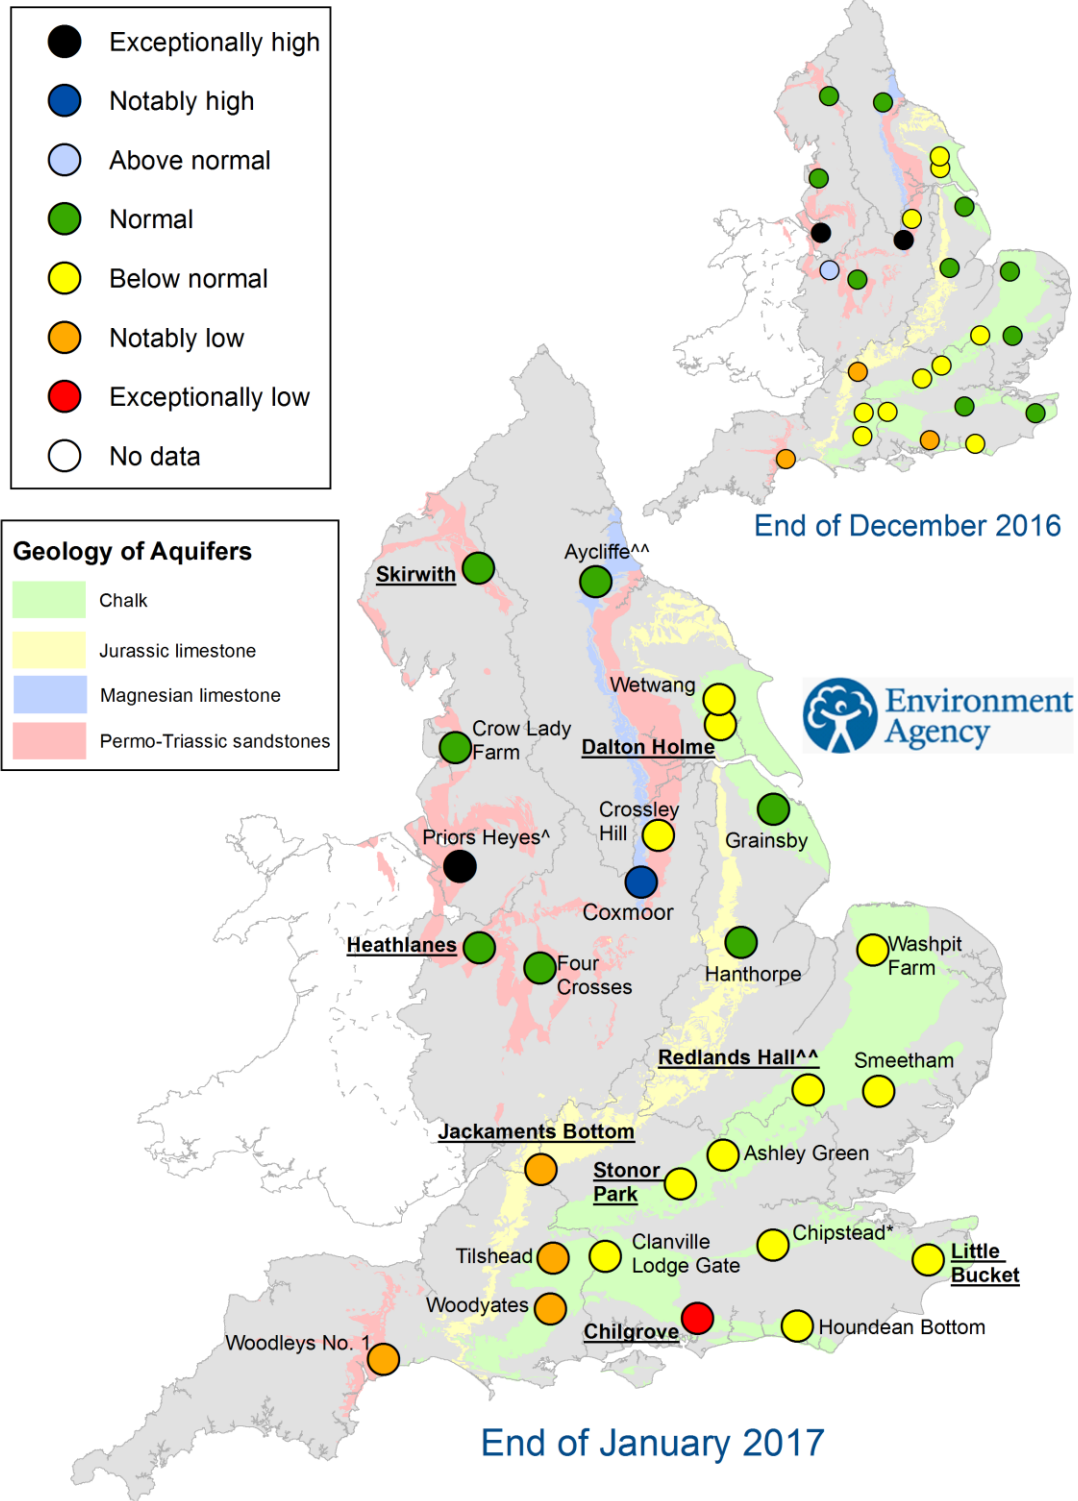 Exceptionally high
Notably high
Above normal
Normal
Below normal
Notably low
Exceptionally low
No data
End of December 2016
Geology of Aquifers
Chalk
Jurassic limestone
Magnesian limestone
Permo-Triassic sandstones
Aycliffe^^
Skirwith
Wetwang
Environment
Agency
Dalton Holme
Crow Lady
Farm
Crossley
Hill
Grainsby
Priors Heyes^
Coxmoor
Heathlanes
Four
Crosses
Hanthorpe
Washpit
Farm
Redlands Hall^^
Smeetham
Jackaments Bottom
Ashley Green
Stonor
Park
Chipstead*
Clanville
Lodge Gate
Tilshead
Little
Bucket
Woodyates
Chilgrove
Houndean Bottom
Woodleys No. 1
End of January 2017